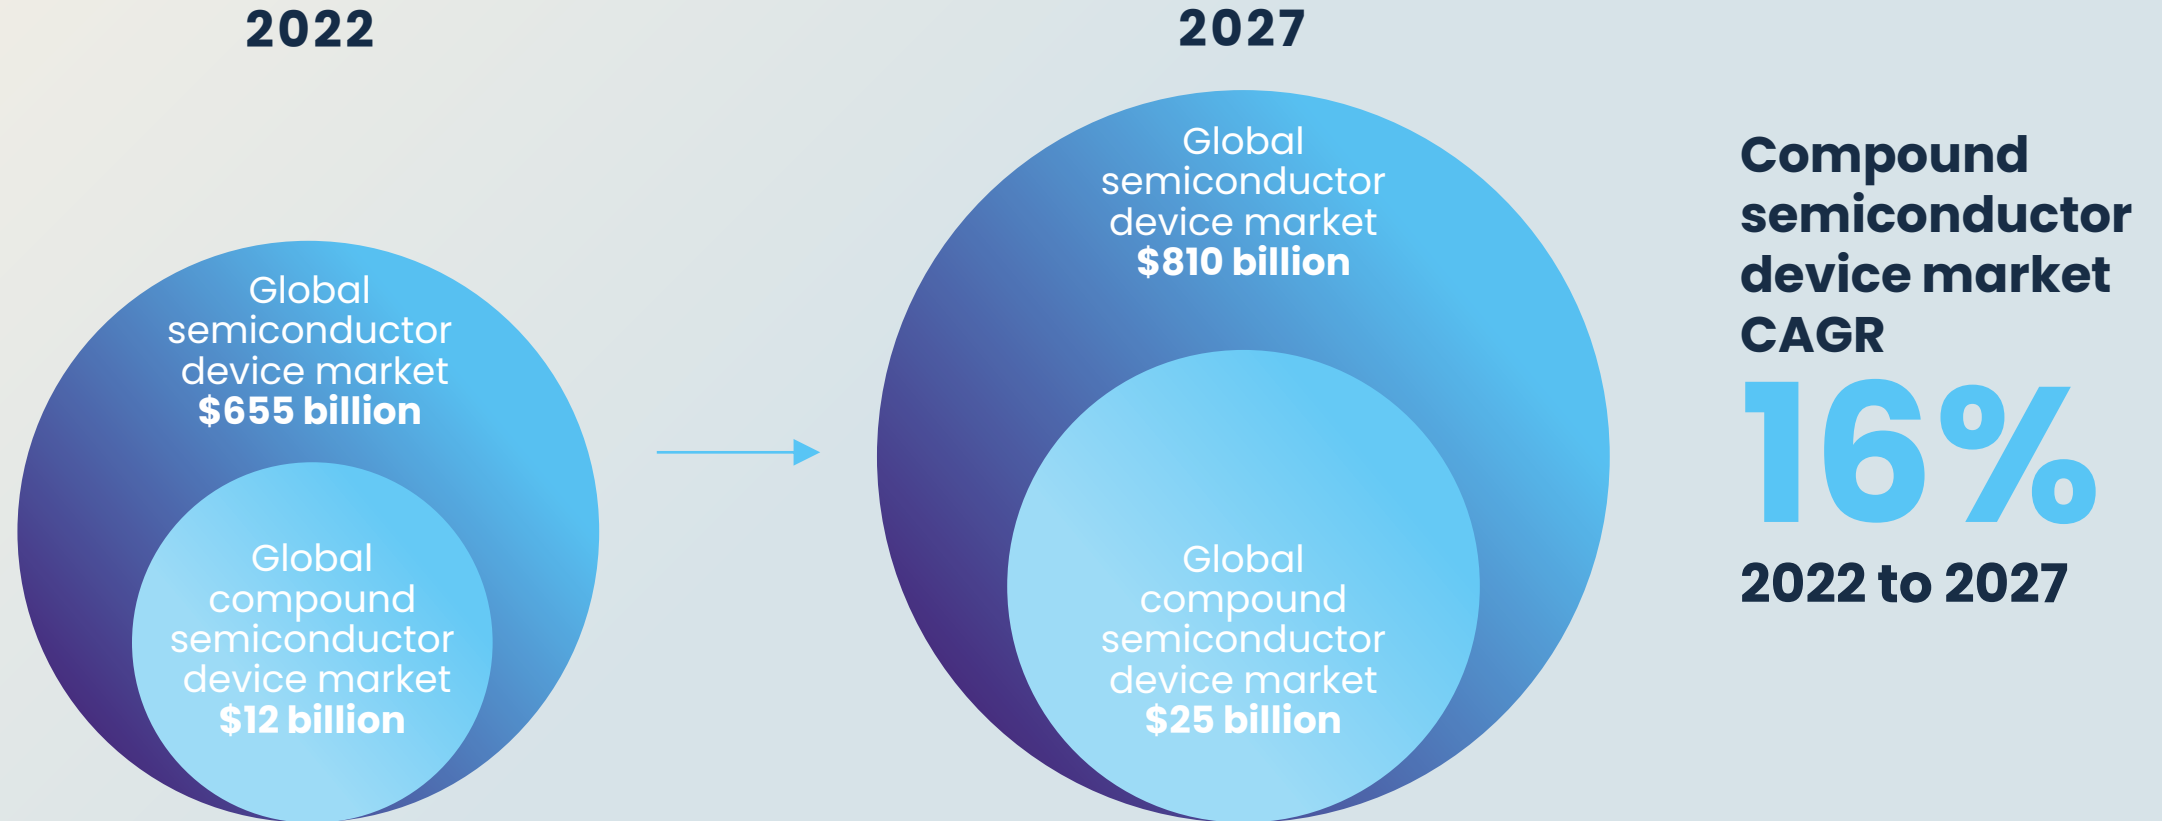 2022
Global
semiconductor
device market
$655 billion
Global
compound
semiconductor
device market
$12 billion
2027
Global
semiconductor
device market
$810 billion
Global
compound
semiconductor
device market
$25 billion
Compound
semiconductor
device market
CAGR
16%
2022 to 2027